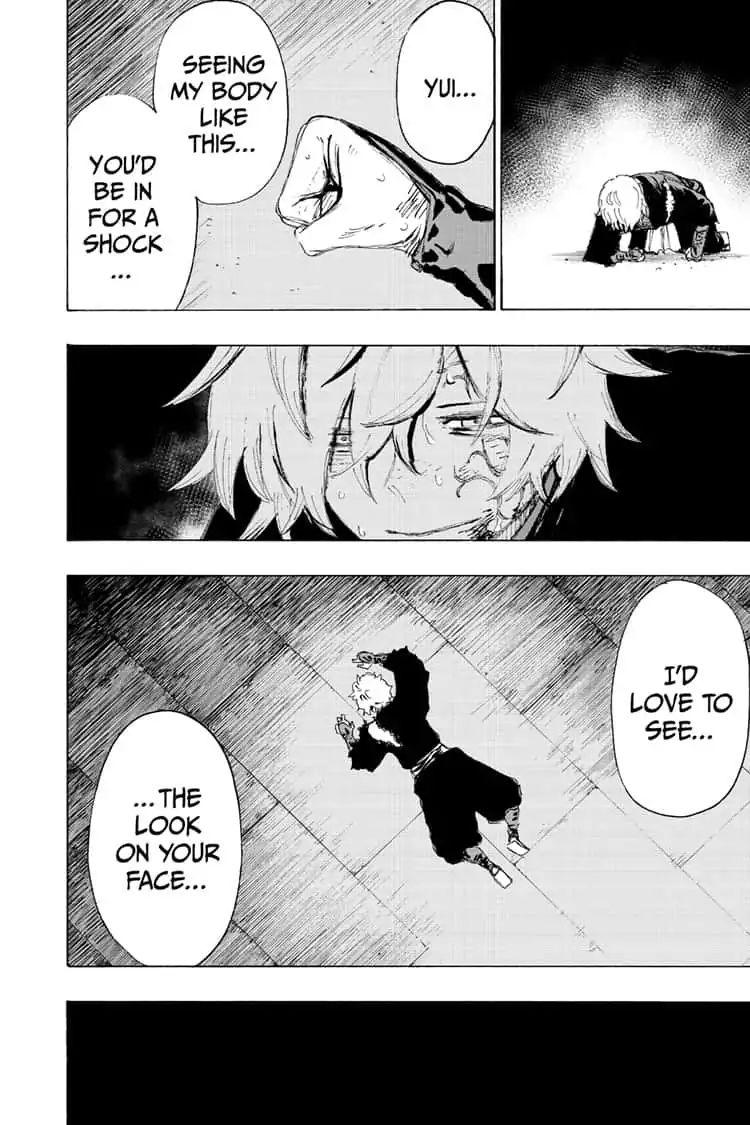 YUI...
SEEING
MY BODY
LIKE
THIS...
YOU'D
BE IN
FOR A
SHOCK
...
I'D
LOVE TO
SEE...
...THE
LOOK
ON YOUR
FACE...